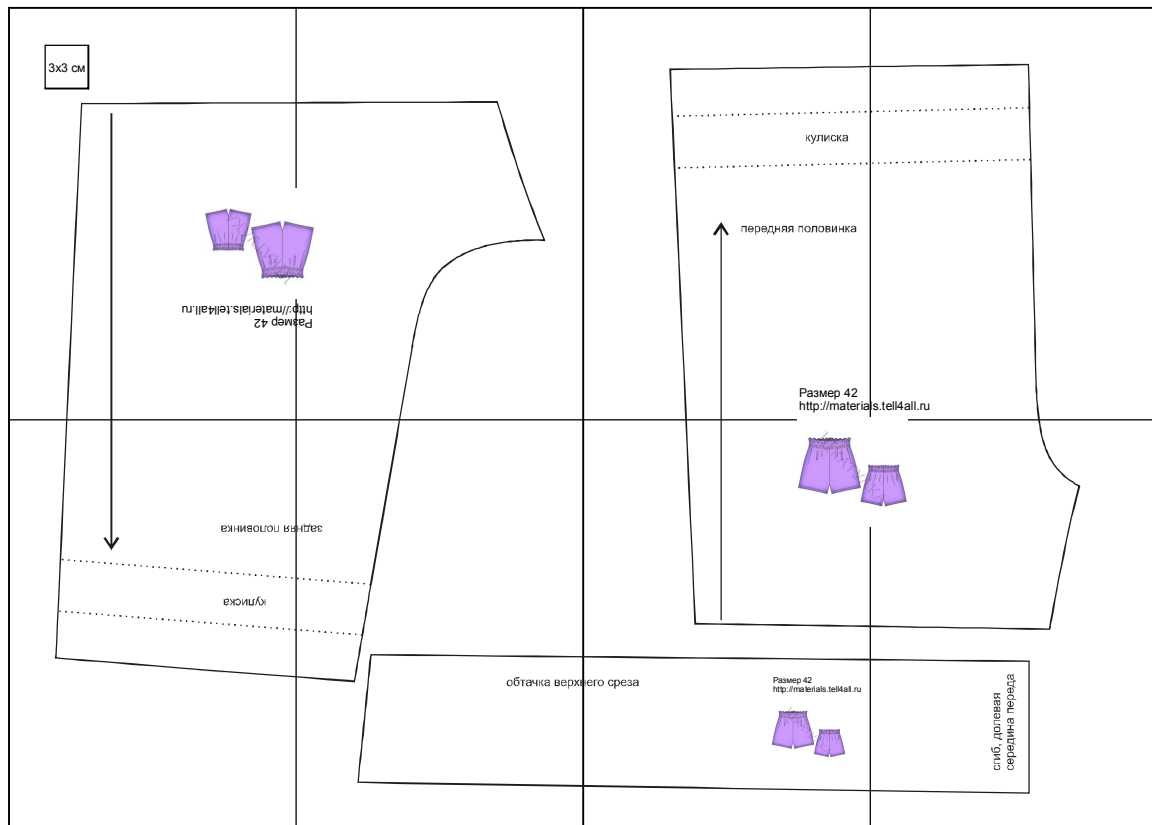 3x3 см
кулиска
передняя половинка
Размер 42
http://materials.tell4all.ru
Размер 42
http://materials.tell4all.ru
задняя половинка
кулиска
обтачка верхнего среза
Размер 42
http://materials.tell4all.ru
сгиб, долевая
середина переда